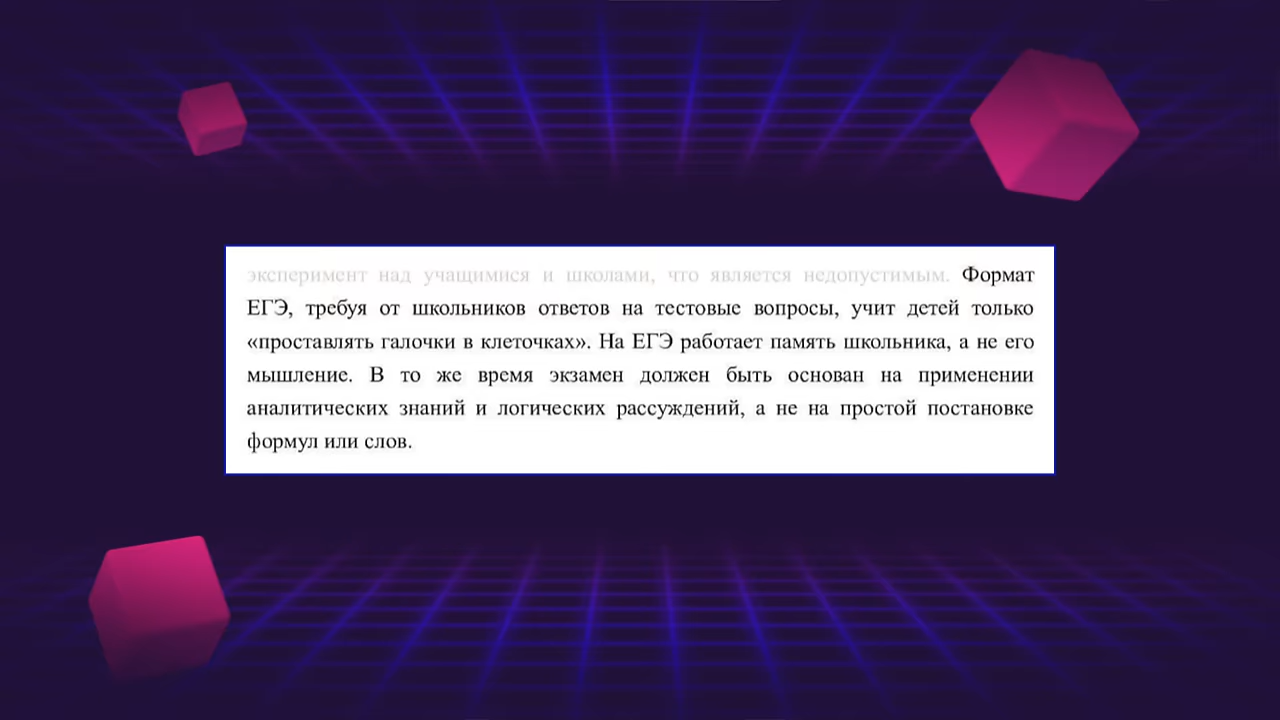 эксперимент над учащимися и школами, что является недопустимым. Формат
ЕГЭ, требуя от школьников ответов на тестовые вопросы, учит детей только
«проставлять галочки в клеточках». На ЕГЭ работает память школьника, а не его
мышление. В то же время экзамен должен быть основан на применении
аналитических знаний и логических рассуждений, а не на простой постановке
формул или слов.